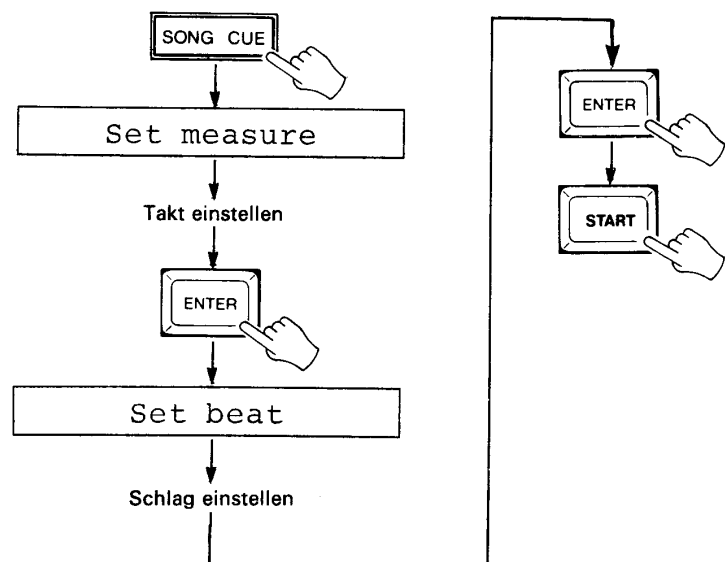 SONG CUE
Set measure
Takt einstellen
ENTER
Set beat
Schlag einstellen
ENTER
START